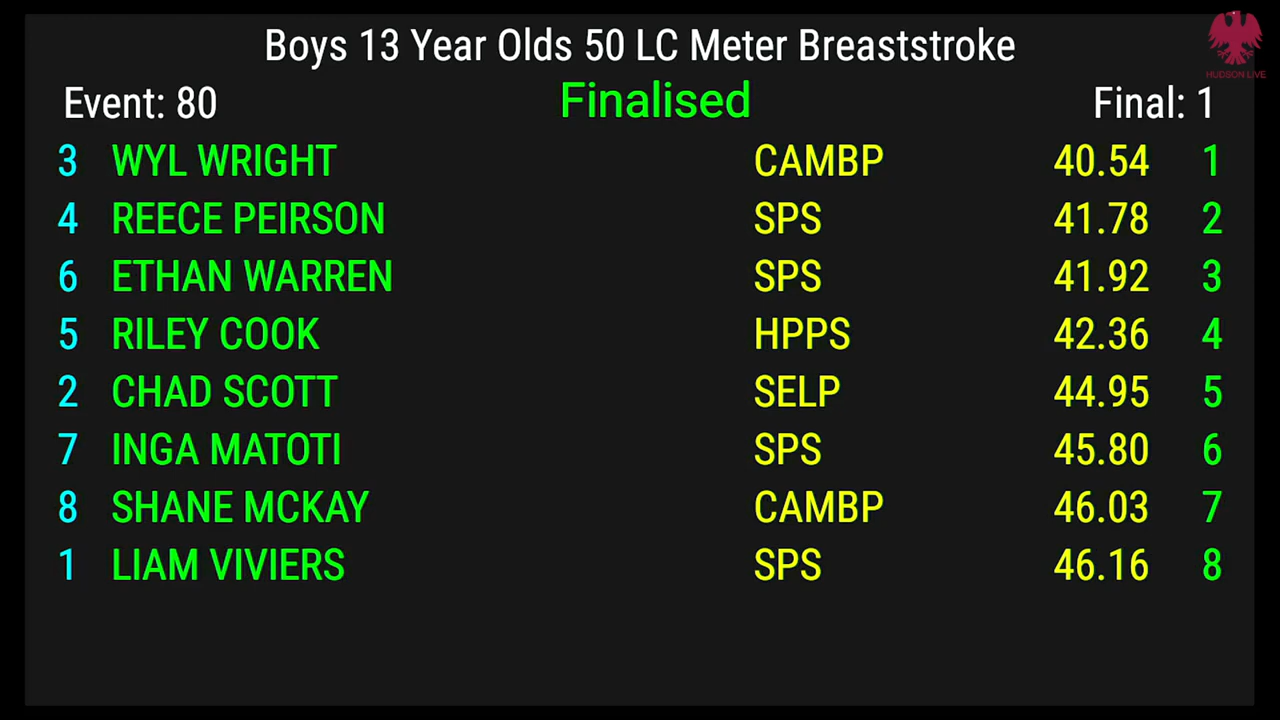 Boys 13 Year Olds 50 LC Meter Breaststroke
HUDSON LIVE
Event: 80 Finalised Final: 1
3 WYL WRIGHT CAMBP 40.54 1
4 REECE PEIRSON SPS 41.78 2
6 ETHAN WARREN SPS 41.92 3
5 RILEY COOK HPPS 42.36 4
2 CHAD SCOTT SELP 44.95 5
7 INGA MATOTI SPS 45.80 6
8 SHANE MCKAY CAMBP 46.03 7
1 LIAM VIVIERS SPS 46.16 8